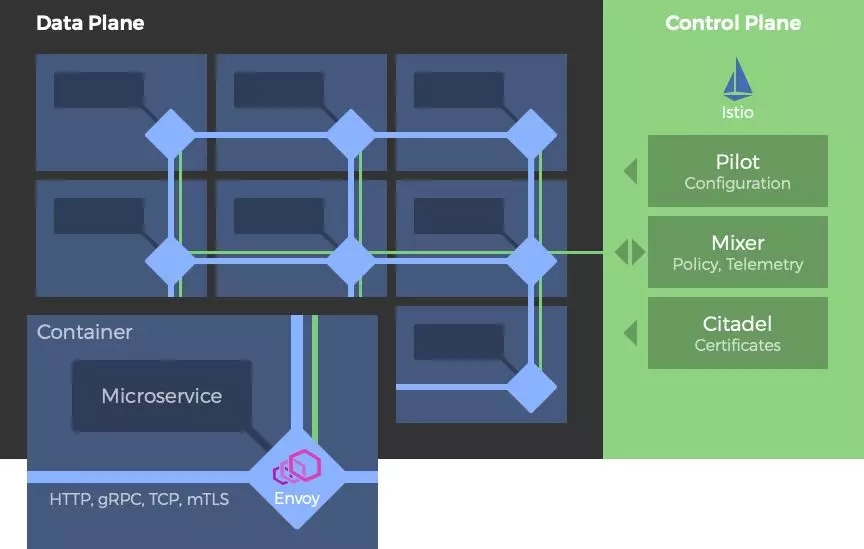 Data Plane
Control Plane
Istio
Pilot
Configuration
Mixer
Policy, Telemetry
Citadel
Certificates
Container
Microservice
Envoy
HTTP, gRPC, TCP, mTLS